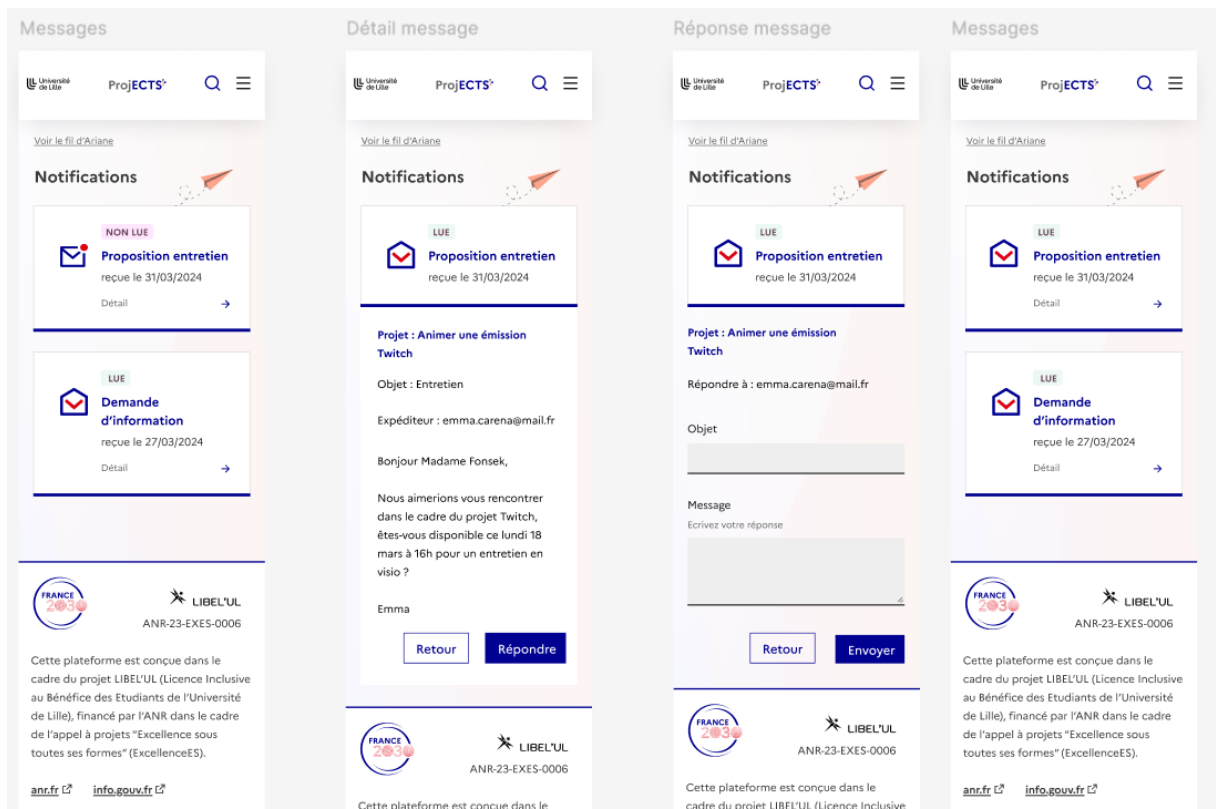 Messages
Université
de Lille
ProjECTS
Voir le fil d'Ariane
Notifications
NON LUE
Proposition entretien
reçue le 31/03/2024
Détail
LUE
Demande
d'information
reçue le 27/03/2024
Détail
FRANCE
2030
LIBEL'UL
ANR-23-EXES-0006
Cette plateforme est conçue dans le
cadre du projet LIBEL'UL (Licence Inclusive
au Bénéfice des Etudiants de l'Université
de Lille), financé par l'ANR dans le cadre
de l'appel à projets "Excellence sous
toutes ses formes" (ExcellenceES).
anr.fr
info.gouv.fr
Détail message
Université
de Lille
ProjECTS
Voir le fil d'Ariane
Notifications
LUE
Proposition entretien
reçue le 31/03/2024
Projet : Animer une émission
Twitch
Objet : Entretien
Expéditeur : emma.carena@mail.fr
Bonjour Madame Fonsek,
Nous aimerions vous rencontrer
dans le cadre du projet Twitch,
êtes-vous disponible ce lundi 18
mars à 16h pour un entretien en
visio ?
Emma
Retour
Répondre
FRANCE
2030
LIBEL'UL
ANR-23-EXES-0006
Cette plateforme est conçue dans le
Réponse message
Université
de Lille
ProjECTS
Voir le fil d'Ariane
Notifications
LUE
Proposition entretien
reçue le 31/03/2024
Projet : Animer une émission
Twitch
Répondre à : emma.carena@mail.fr
Objet
Message
Ecrivez votre réponse
Retour
Envoyer
FRANCE
2030
LIBEL'UL
ANR-23-EXES-0006
Cette plateforme est conçue dans le
cadre du projet LIBEL'UL (Licence Inclusive
Messages
Université
de Lille
ProjECTS
Voir le fil d'Ariane
Notifications
LUE
Proposition entretien
reçue le 31/03/2024
Détail
LUE
Demande
d'information
reçue le 27/03/2024
Détail
FRANCE
2030
LIBEL'UL
ANR-23-EXES-0006
Cette plateforme est conçue dans le
cadre du projet LIBEL'UL (Licence Inclusive
au Bénéfice des Etudiants de l'Université
de Lille), financé par l'ANR dans le cadre
de l'appel à projets "Excellence sous
toutes ses formes" (ExcellenceES).
anr.fr
info.gouv.fr